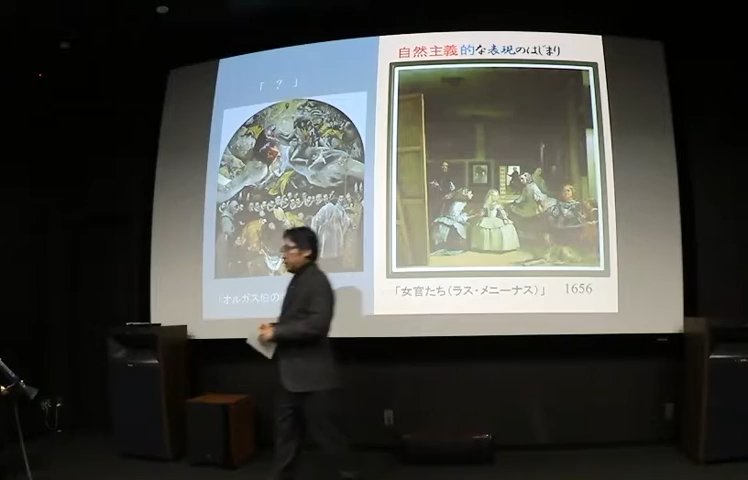 「 ? 」
「オルガス伯の
自然主義的な表現のはじまり
「女官たち（ラス・メニーナス）」 1656